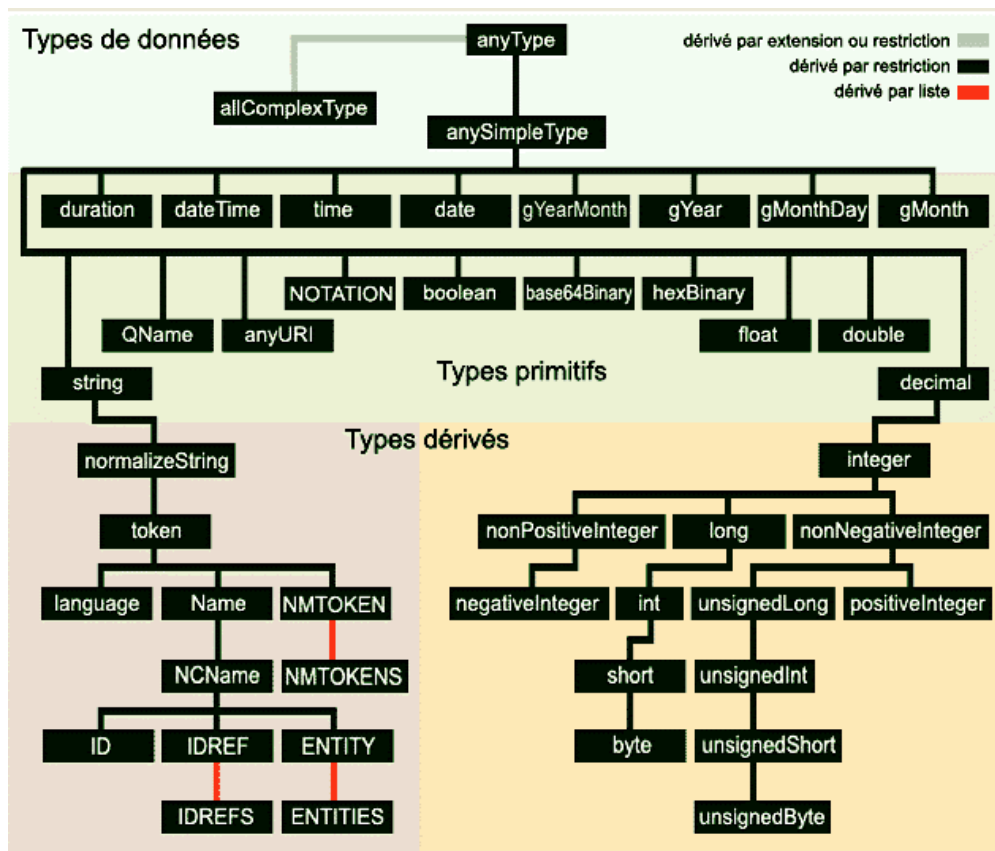 Types de données
anyType
dérivé par extension ou restriction
dérivé par restriction
dérivé par liste
allComplexType
anySimpleType
duration
dateTime
time
date
gYearMonth
gYear
gMonthDay
gMonth
NOTATION
boolean
base64Binary
hexBinary
QName
anyURI
float
double
Types primitifs
string
decimal
Types dérivés
normalizeString
integer
token
nonPositiveInteger
long
nonNegativeInteger
language
Name
NMTOKEN
negativeInteger
int
unsignedLong
positiveInteger
NCName
NMTOKENS
short
unsignedInt
ID
IDREF
ENTITY
byte
unsignedShort
IDREFS
ENTITIES
unsignedByte